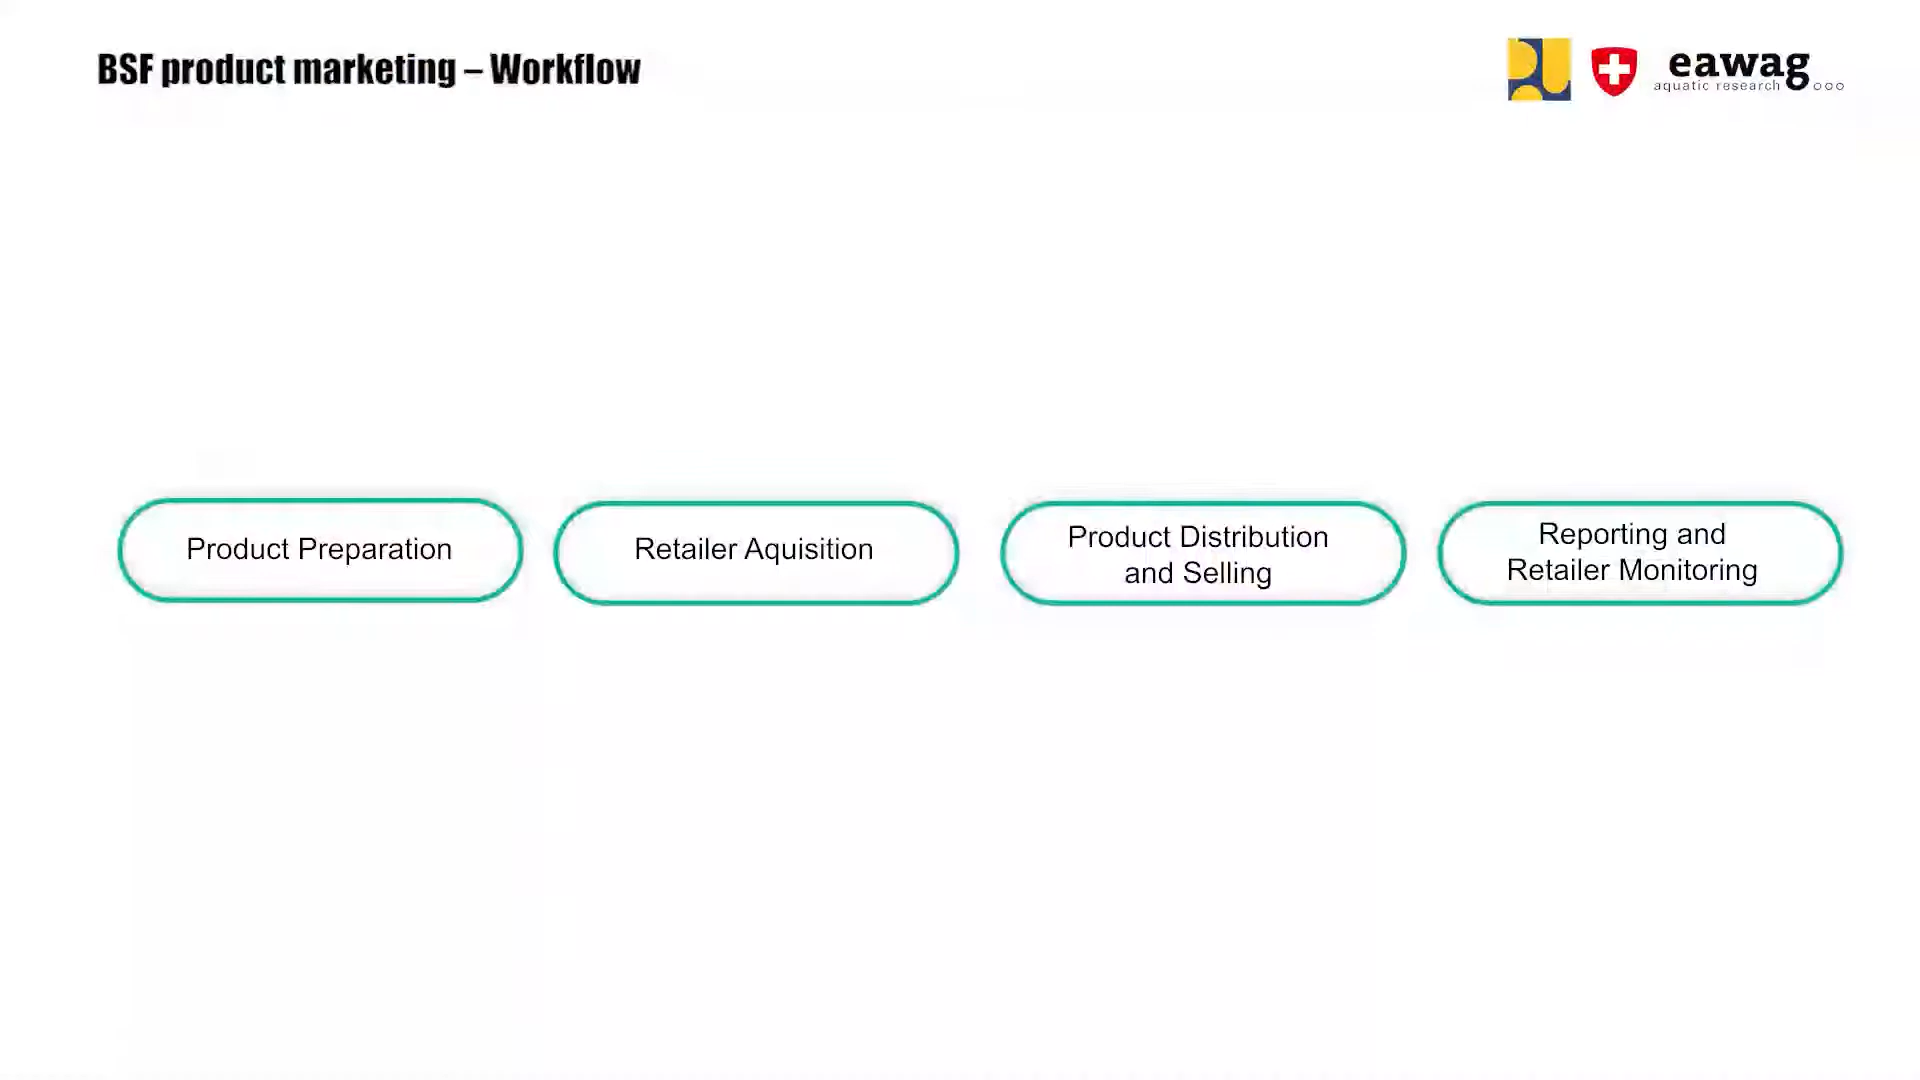 BSF product marketing – Workflow
eawag
aquatic research
Product Preparation
Retailer Aquisition
Product Distribution
and Selling
Reporting and
Retailer Monitoring